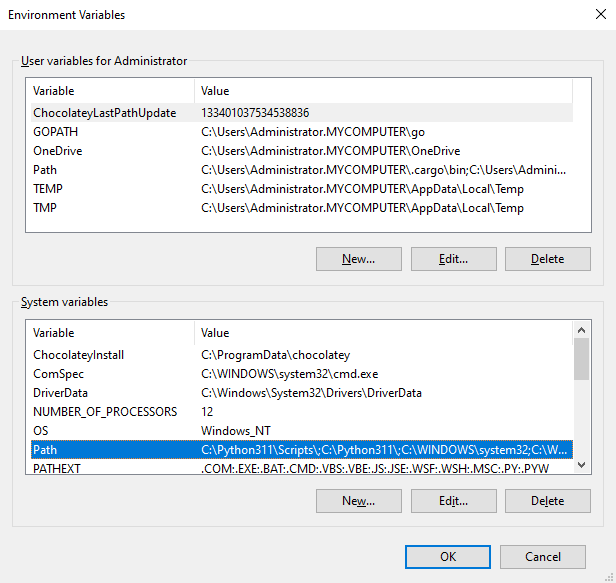 Environment Variables
User variables for Administrator
Variable Value
ChocolateyLastPathUpdate 133401037534538836
GOPATH C:\Users\Administrator.MYCOMPUTER\go
OneDrive C:\Users\Administrator.MYCOMPUTER\OneDrive
Path C:\Users\Administrator.MYCOMPUTER\.cargo\bin;C:\Users\Admini...
TEMP C:\Users\Administrator.MYCOMPUTER\AppData\Local\Temp
TMP C:\Users\Administrator.MYCOMPUTER\AppData\Local\Temp
New... Edit... Delete
System variables
Variable Value
ChocolateyInstall C:\ProgramData\chocolatey
ComSpec C:\WINDOWS\system32\cmd.exe
DriverData C:\Windows\System32\Drivers\DriverData
NUMBER_OF_PROCESSORS 12
OS Windows_NT
Path C:\Python311\Scripts\;C:\Python311\;C:\WINDOWS\system32;C:\W...
PATHEXT .COM;.EXE;.BAT;.CMD;.VBS;.VBE;.JS;.JSE;.WSF;.WSH;.MSC;.PY;.PYW
New... Edit... Delete
OK Cancel